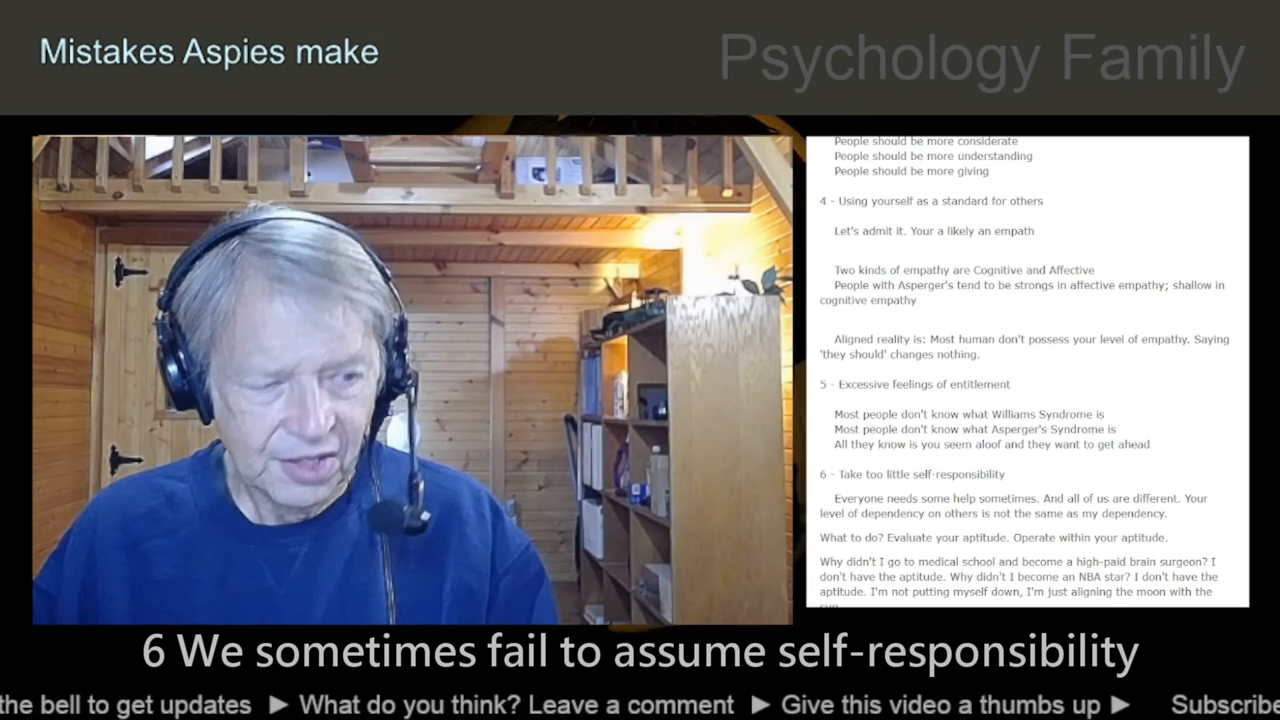 Mistakes Aspies make
Psychology Family
People should be more considerate
People should be more understanding
People should be more giving
4 - Using yourself as a standard for others
Let's admit it. Your a likely an empath
Two kinds of empathy are Cognitive and Affective
People with Asperger's tend to be strongs in affective empathy; shallow in
cognitive empathy
Aligned reality is: Most human don't possess your level of empathy. Saying
'they should' changes nothing.
5 - Excessive feelings of entitlement
Most people don't know what Williams Syndrome is
Most people don't know what Asperger's Syndrome is
All they know is you seem aloof and they want to get ahead
6 - Take too little self-responsibility
Everyone needs some help sometimes. And all of us are different. Your
level of dependency on others is not the same as my dependency.
What to do? Evaluate your aptitude. Operate within your aptitude.
Why didn't I go to medical school and become a high-paid brain surgeon? I
don't have the aptitude. Why didn't I become an NBA star? I don't have the
aptitude. I'm not putting myself down, I'm just aligning the moon with the
6 We sometimes fail to assume self-responsibility
the bell to get updates ► What do you think? Leave a comment ► Give this video a thumbs up ► Subscribe